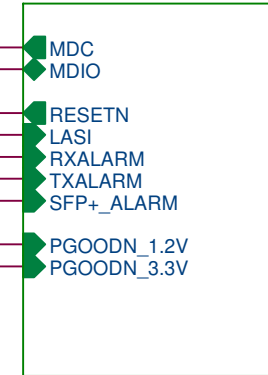 MDC
MDIO
RESETN
LASI
RXALARM
TXALARM
SFP+_ALARM
PGOODN_1.2V
PGOODN_3.3V